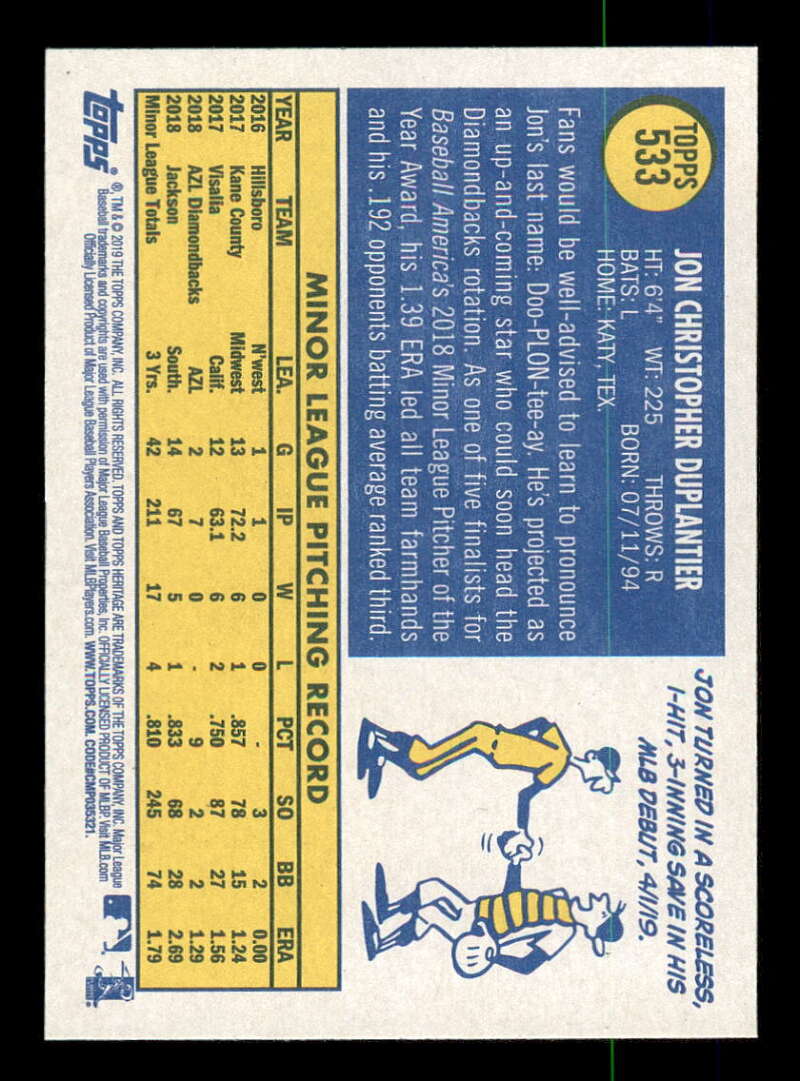 TOPPS
533
JON CHRISTOPHER DUPLANTIER
HT: 6'4" WT: 225 THROWS: R
BATS: L BORN: 07/11/94
HOME: KATY, TEX.
Fans would be well-advised to learn to pronounce
Jon's last name: Doo-PLON-tee-ay. He's projected as
an up-and-coming star who could soon head the
Diamondbacks rotation. As one of five finalists for
Baseball America's 2018 Minor League Pitcher of the
Year Award, his 1.39 ERA led all team farmhands
and his .192 opponents batting average ranked third.
JON TURNED IN A SCORELESS,
1-HIT, 3-INNING SAVE IN HIS
MLB DEBUT, 4/1/19.
MINOR LEAGUE PITCHING RECORD
YEAR TEAM LEA. G IP W L PCT SO BB ERA
2016 Hillsboro N'west 1 1 0 0 - 3 2 0.00
2017 Kane County Midwest 13 72.2 6 1 .857 78 15 1.24
2017 Visalia Calif. 12 63.1 6 2 .750 87 27 1.56
2018 AZL Diamondbacks AZL 2 7 0 - 9 2 2 1.29
2018 Jackson South. 14 67 5 1 .833 68 28 2.69
Minor League Totals 3 Yrs. 42 211 17 4 .810 245 74 1.79
topps®
®, TM & © 2019 THE TOPPS COMPANY, INC. ALL RIGHTS RESERVED. TOPPS AND TOPPS HERITAGE ARE TRADEMARKS OF THE TOPPS COMPANY, INC. Major League
Baseball trademarks and copyrights are used with permission of Major League Baseball Properties, Inc. OFFICIALLY LICENSED PRODUCT OF MLBP. Visit MLB.com
Officially Licensed Product of Major League Baseball Players Association. Visit MLBPlayers.com. WWW.TOPPS.COM. CODE#CMP035321.